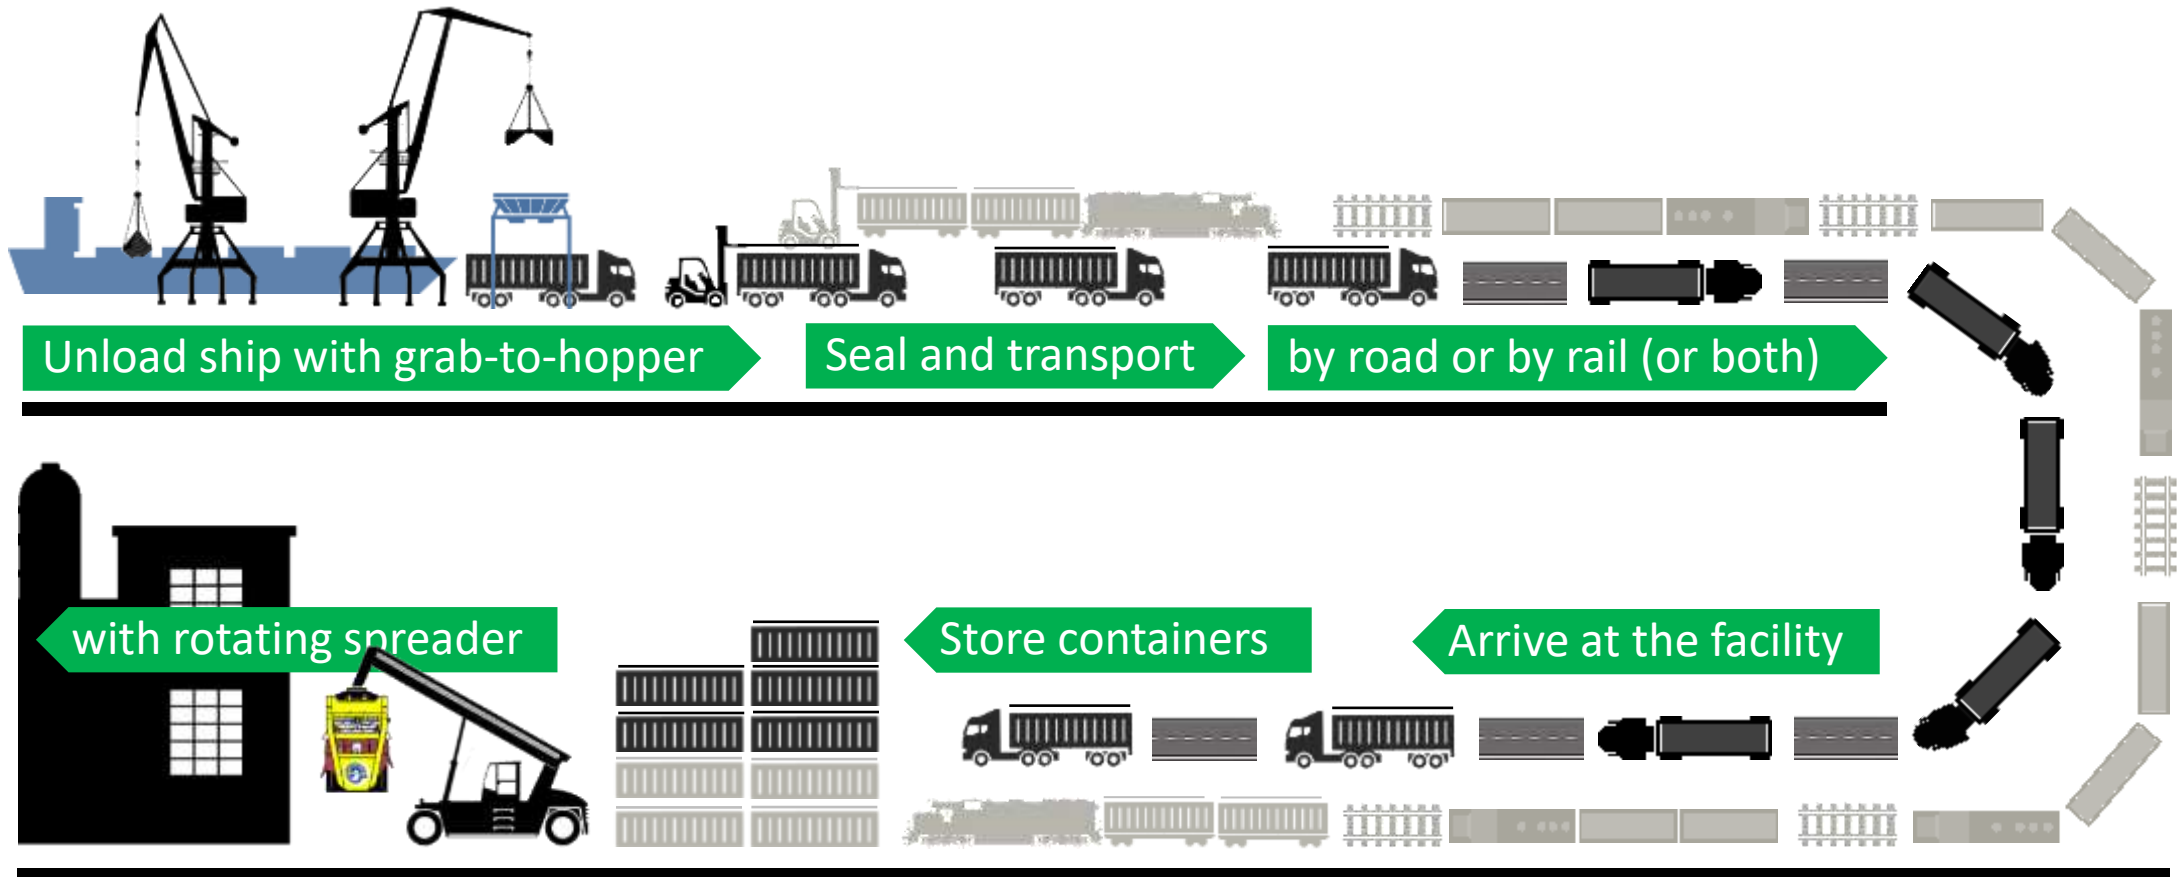 Unload ship with grab-to-hopper
Seal and transport
by road or by rail (or both)
Arrive at the facility
Store containers
with rotating spreader